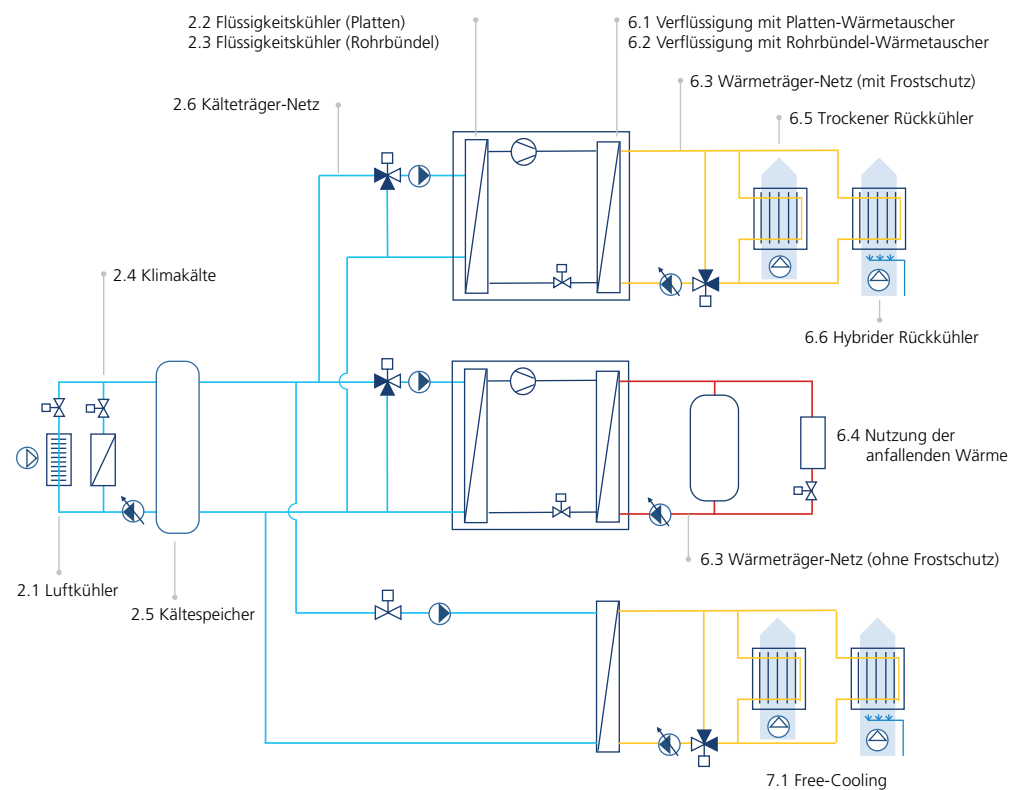 2.2 Flüssigkeitskühler (Platten)
2.3 Flüssigkeitskühler (Rohrbündel)
6.1 Verflüssigung mit Platten-Wärmetauscher
6.2 Verflüssigung mit Rohrbündel-Wärmetauscher
2.6 Kälteträger-Netz
6.3 Wärmeträger-Netz (mit Frostschutz)
6.5 Trockener Rückkühler
2.4 Klimakälte
6.6 Hybrider Rückkühler
6.4 Nutzung der
anfallenden Wärme
6.3 Wärmeträger-Netz (ohne Frostschutz)
2.1 Luftkühler
2.5 Kältespeicher
7.1 Free-Cooling